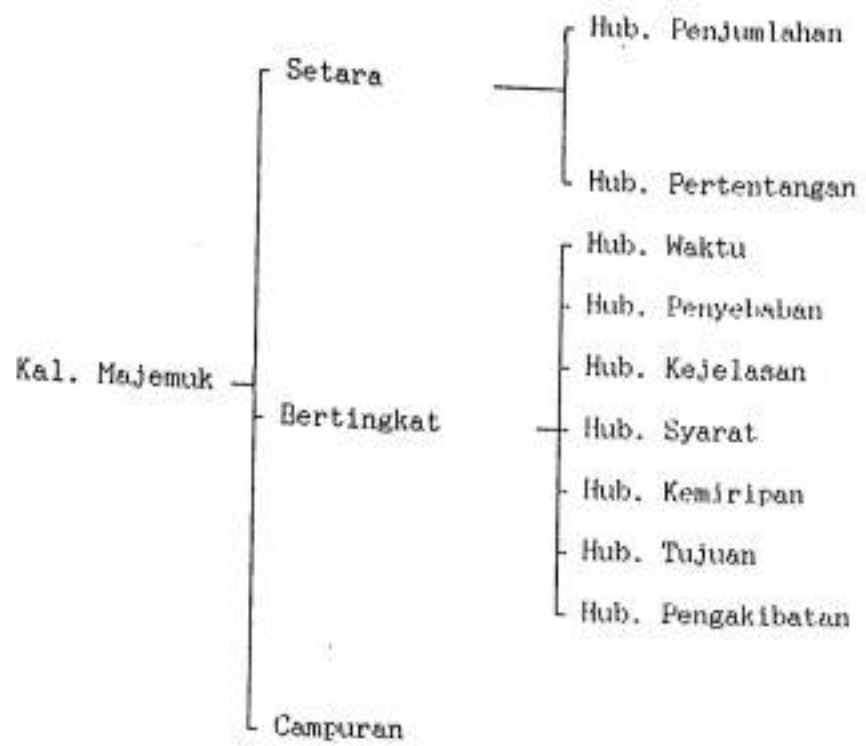 Hub. Penjumlahan
Setara
Hub. Pertentangan
Hub. Waktu
Hub. Penyebaban
Kal. Majemuk
Hub. Kejelasan
Bertingkat
Hub. Syarat
Hub. Kemiripan
Hub. Tujuan
Hub. Pengakibatan
Campuran